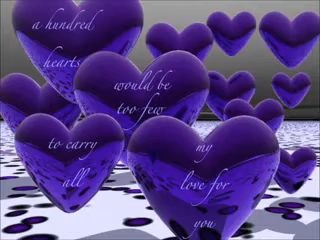 a hundred
hearts
would be
too few
to carry
all
my
love for
you